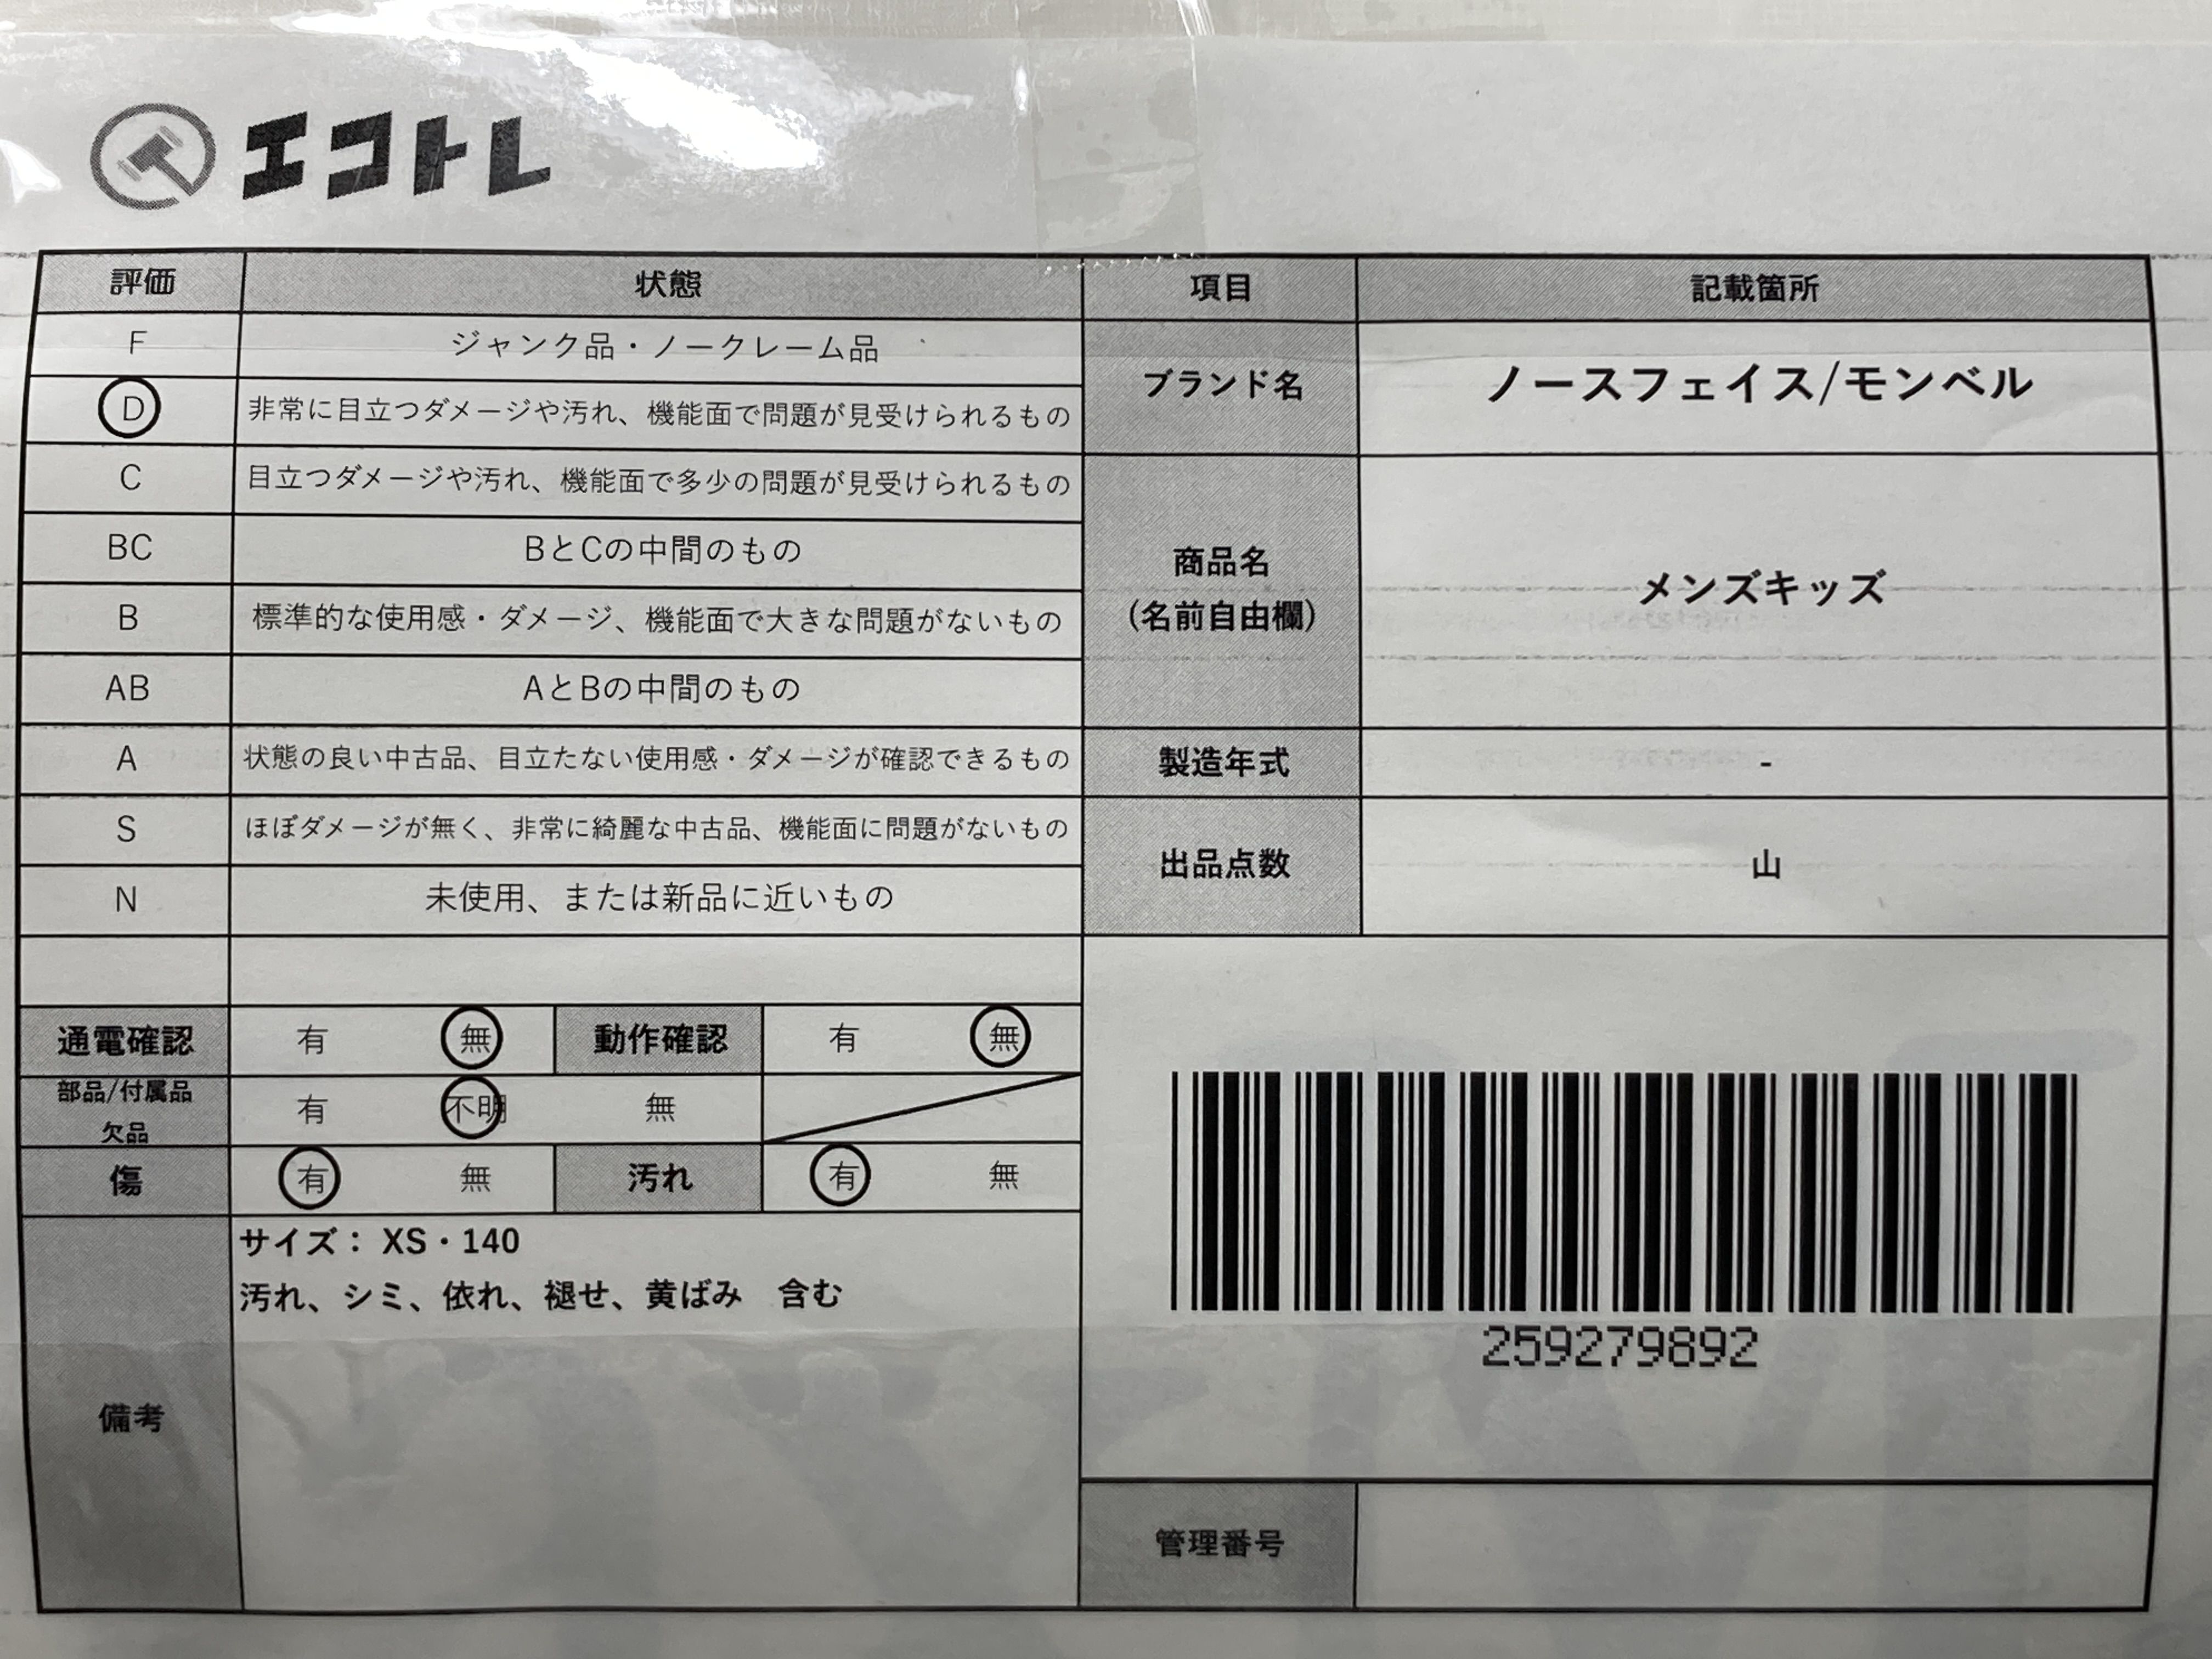 エコトレ
評価 状態
F ジャンク品・ノークレーム品
D 非常に目立つダメージや汚れ、機能面で問題が見受けられるもの
C 目立つダメージや汚れ、機能面で多少の問題が見受けられるもの
BC BとCの中間のもの
B 標準的な使用感・ダメージ、機能面で大きな問題がないもの
AB AとBの中間のもの
A 状態の良い中古品、目立たない使用感・ダメージが確認できるもの
S ほぼダメージが無く、非常に綺麗な中古品、機能面に問題がないもの
N 未使用、または新品に近いもの
通電確認 有 無 動作確認 有 無
部品/付属品
欠品
有 不明 無
傷 有 無 汚れ 有 無
備考
サイズ： XS・140
汚れ、シミ、依れ、褪せ、黄ばみ　含む
項目 記載箇所
ブランド名 ノースフェイス/モンベル
商品名
(名前自由欄)
メンズキッズ
製造年式 -
出品点数 山
259279892
管理番号